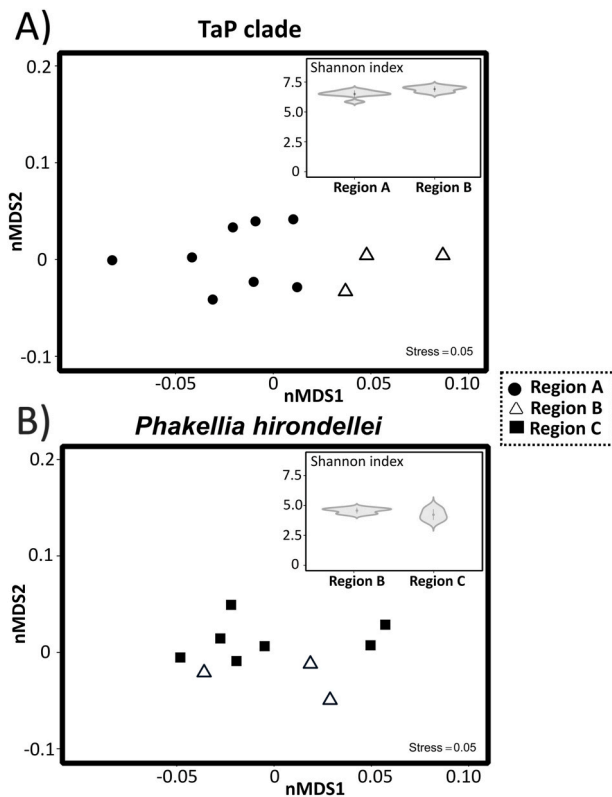 A)
TaP clade
0.2
0.1
0
-0.1
nMDS2
Shannon index
7.5
5.0
2.5
0
Region A Region B
Stress = 0.05
-0.05 0 0.05 0.10
nMDS1
Region A
Region B
Region C
B)
Phakellia hirondellei
0.2
0.1
0
-0.1
nMDS2
Shannon index
7.5
5.0
2.5
0
Region B Region C
Stress = 0.05
-0.05 0 0.05 0.10
nMDS1